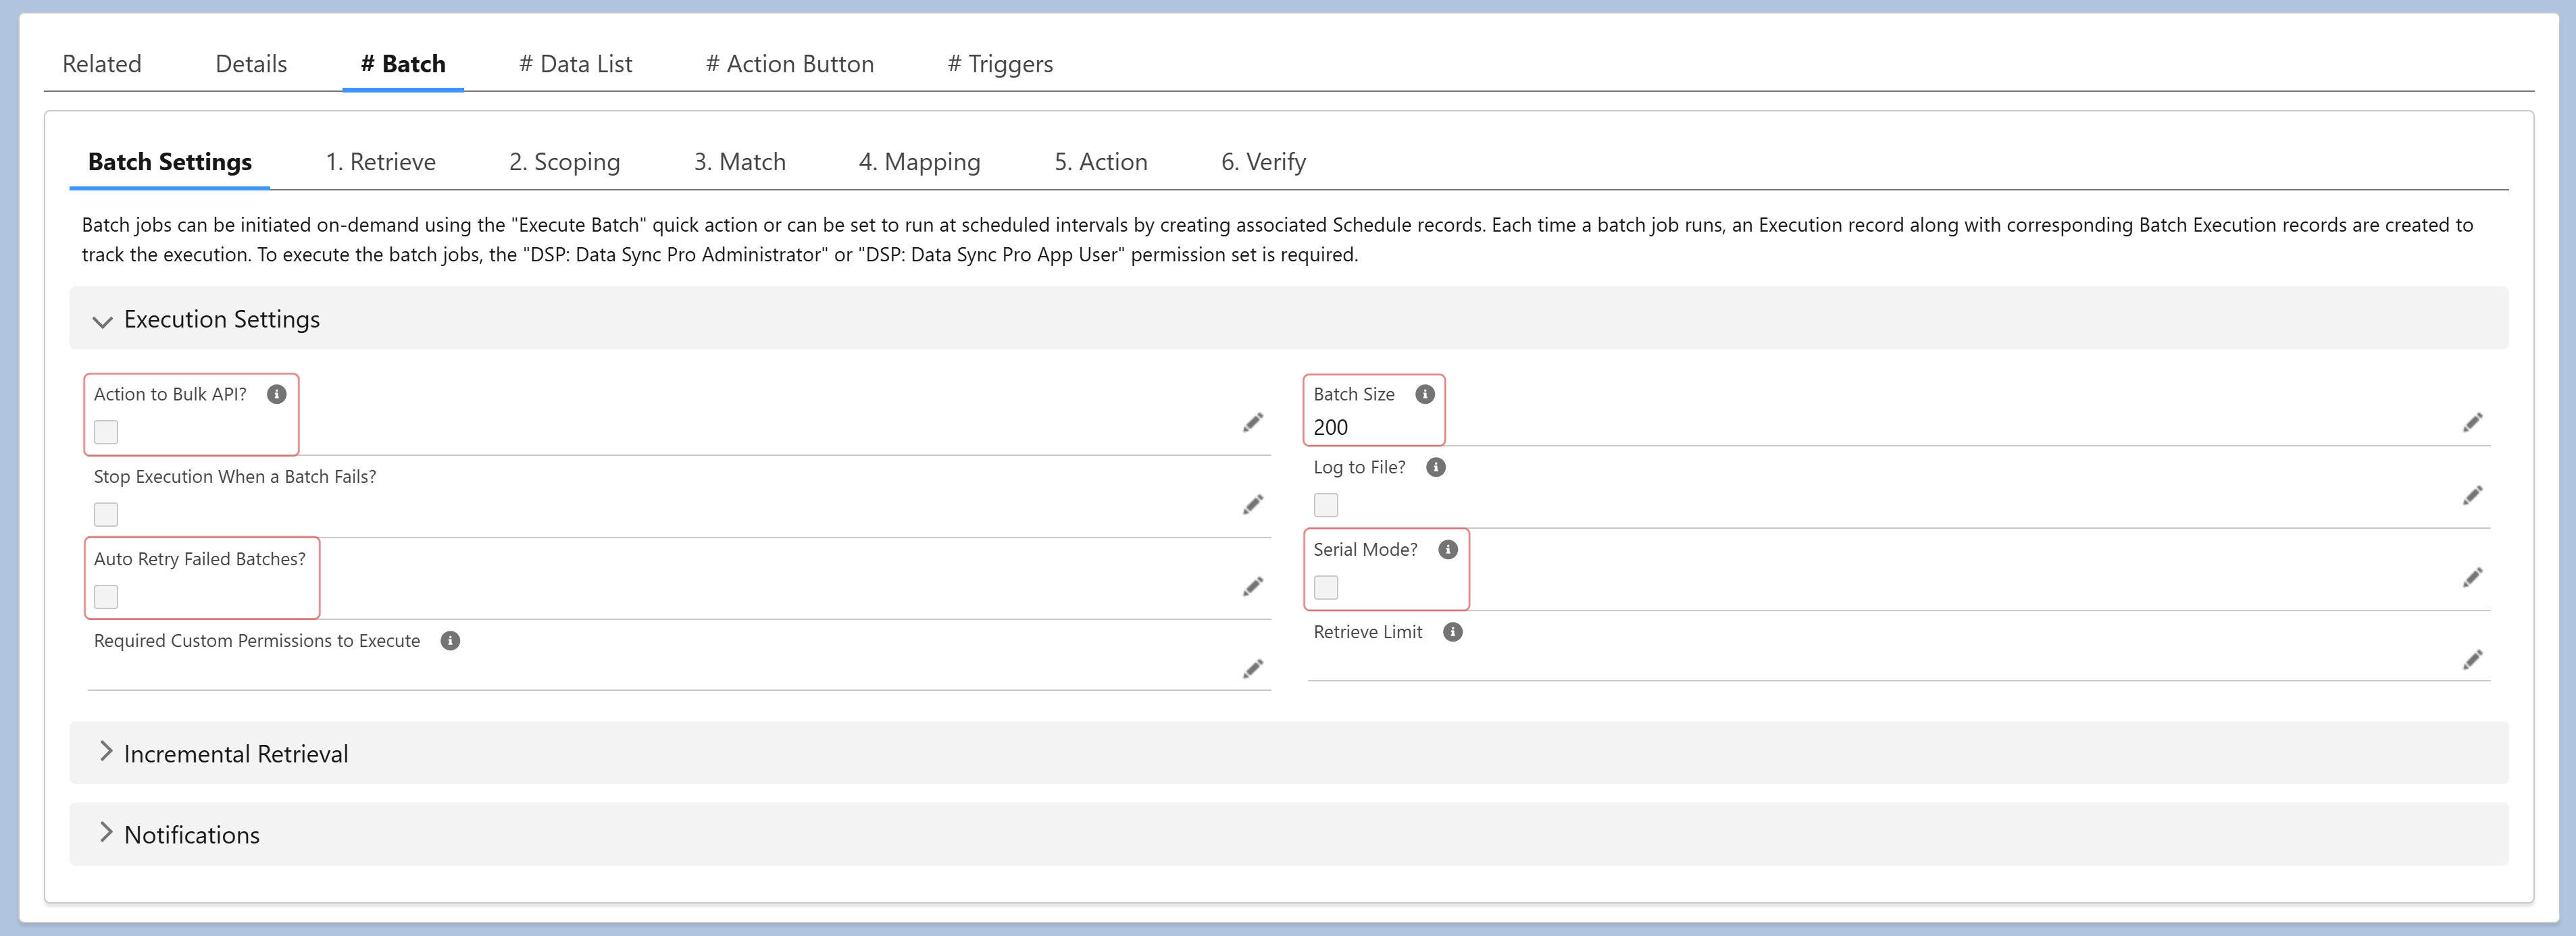 Related Details # Batch # Data List # Action Button # Triggers
Batch Settings 1. Retrieve 2. Scoping 3. Match 4. Mapping 5. Action 6. Verify
Batch jobs can be initiated on-demand using the "Execute Batch" quick action or can be set to run at scheduled intervals by creating associated Schedule records. Each time a batch job runs, an Execution record along with corresponding Batch Execution records are created to
track the execution. To execute the batch jobs, the "DSP: Data Sync Pro Administrator" or "DSP: Data Sync Pro App User" permission set is required.
Execution Settings
Action to Bulk API?
Batch Size
200
Stop Execution When a Batch Fails?
Log to File?
Auto Retry Failed Batches?
Serial Mode?
Required Custom Permissions to Execute
Retrieve Limit
Incremental Retrieval
Notifications